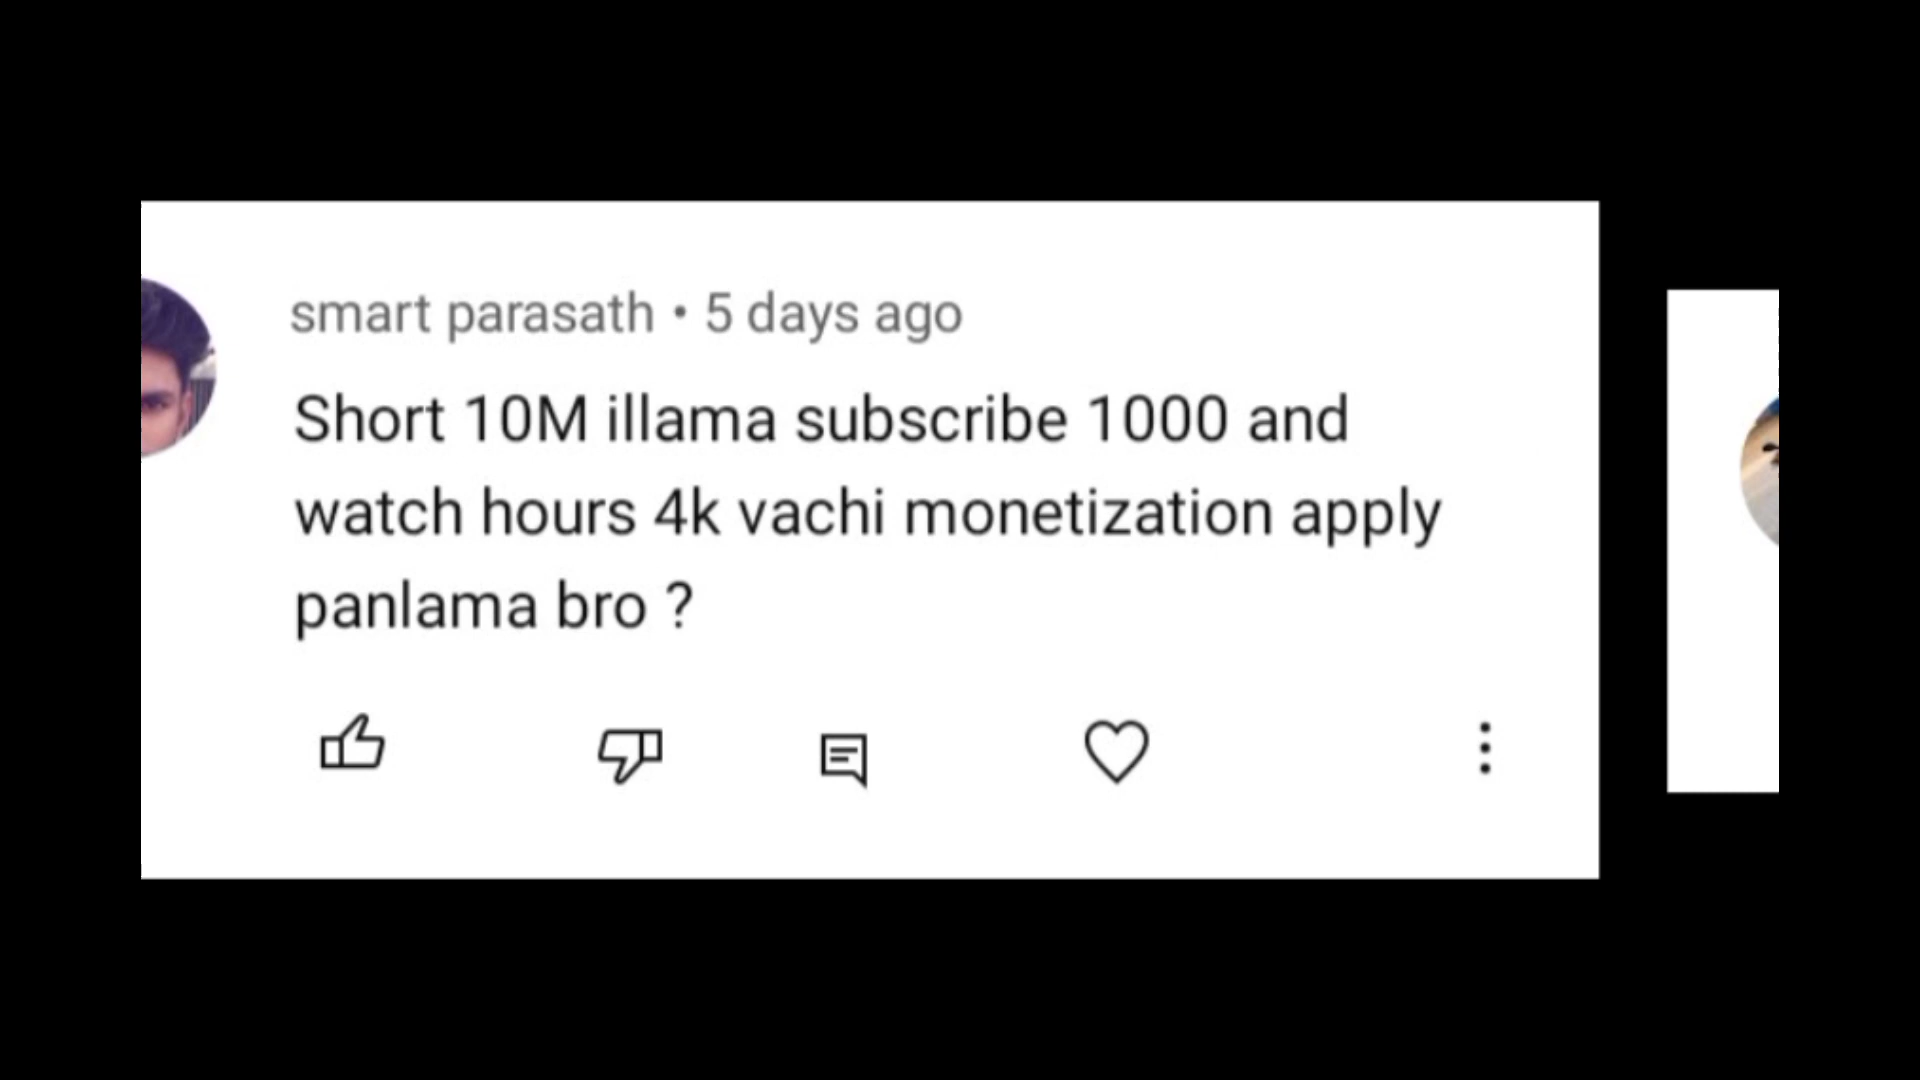 smart parasath • 5 days ago
Short 10M illama subscribe 1000 and
watch hours 4k vachi monetization apply
panlama bro ?